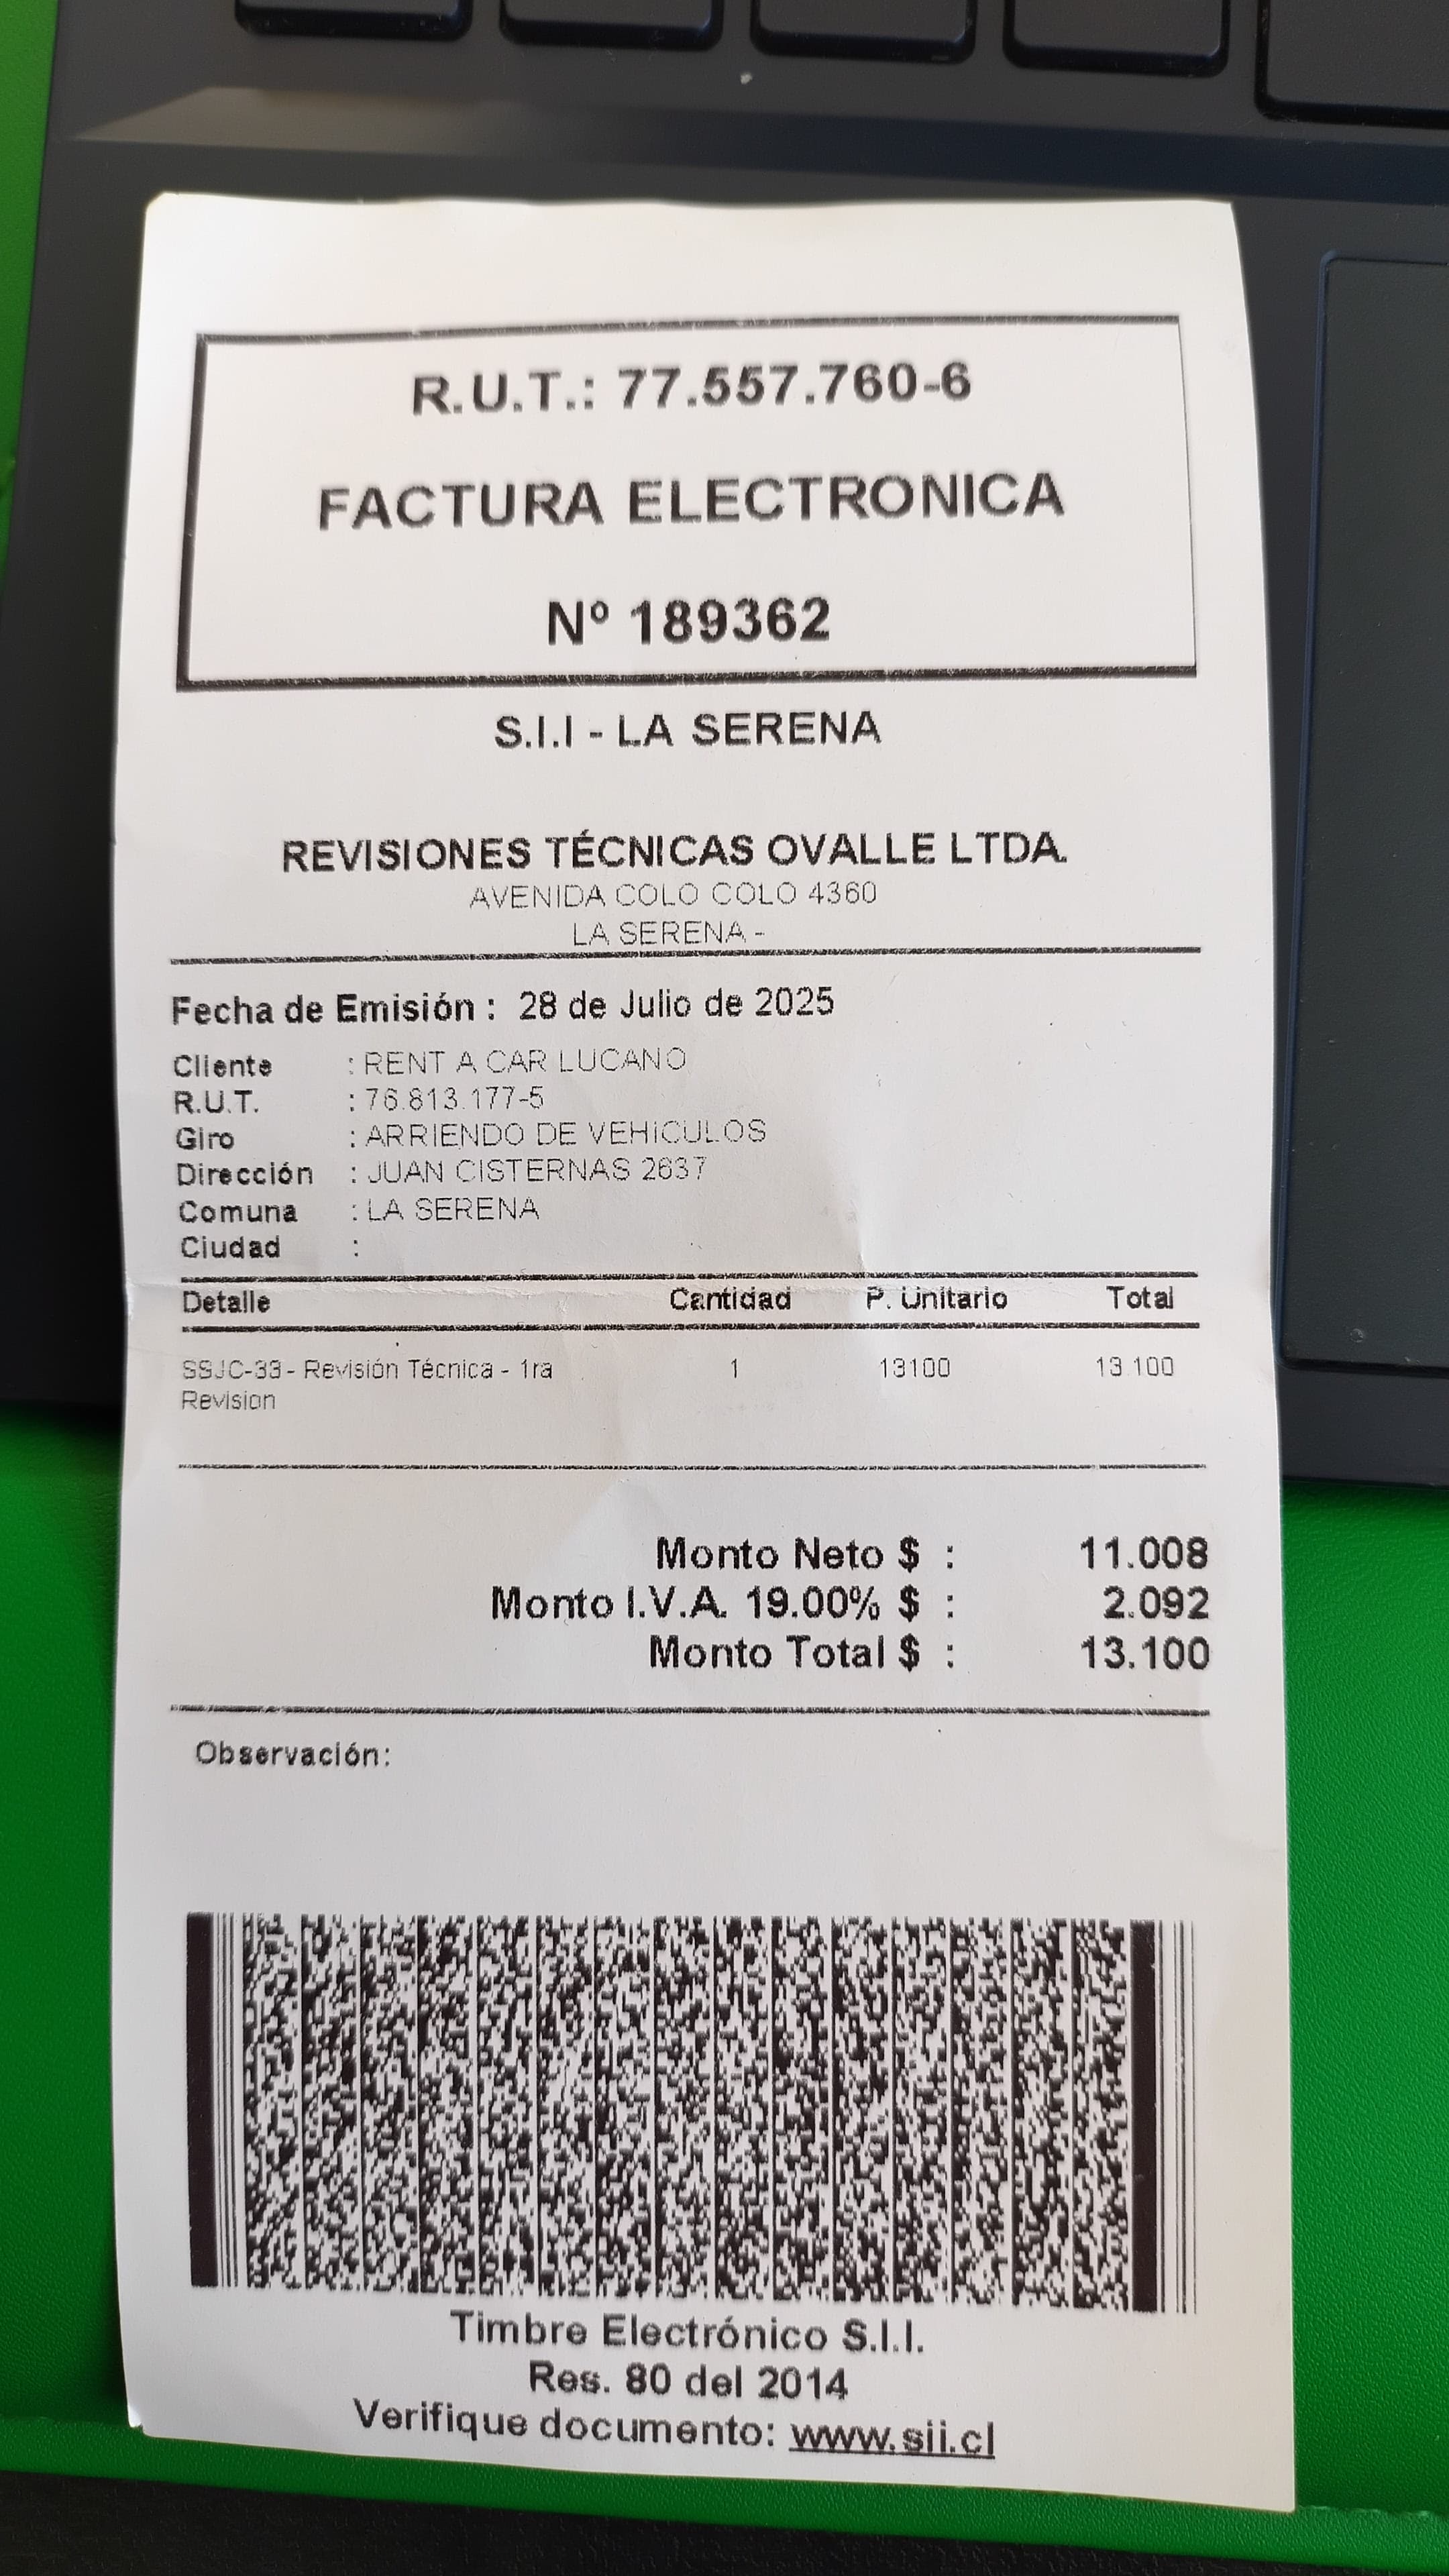 R.U.T.: 77.557.760-6
FACTURA ELECTRONICA
Nº 189362
S.I.I - LA SERENA
REVISIONES TÉCNICAS OVALLE LTDA.
AVENIDA COLO COLO 4360
LA SERENA -
Fecha de Emisión : 28 de Julio de 2025
Cliente : RENT A CAR LUCANO
R.U.T. : 76.813.177-5
Giro : ARRIENDO DE VEHICULOS
Dirección : JUAN CISTERNAS 2637
Comuna : LA SERENA
Ciudad :
Detalle Cantidad P. Unitario Total
SSJC-33 - Revisión Técnica - 1ra 1 13100 13.100
Revision
Monto Neto $ : 11.008
Monto I.V.A. 19.00% $ : 2.092
Monto Total $ : 13.100
Observación:
Timbre Electrónico S.I.I.
Res. 80 del 2014
Verifique documento: www.sii.cl